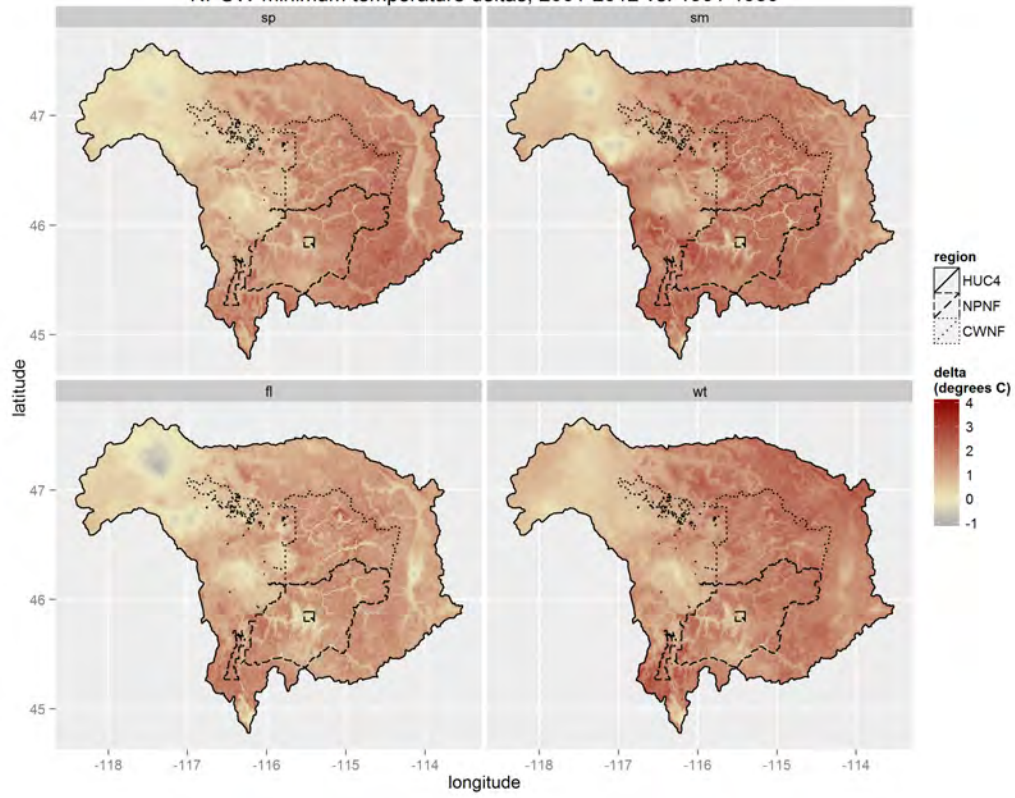 sp sm
47
46
45
fl wt
47
46
45
-118 -117 -116 -115 -114 -118 -117 -116 -115 -114
longitude
latitude
region
HUC4
NPNF
CWNF
delta
(degrees C)
4
3
2
1
0
-1